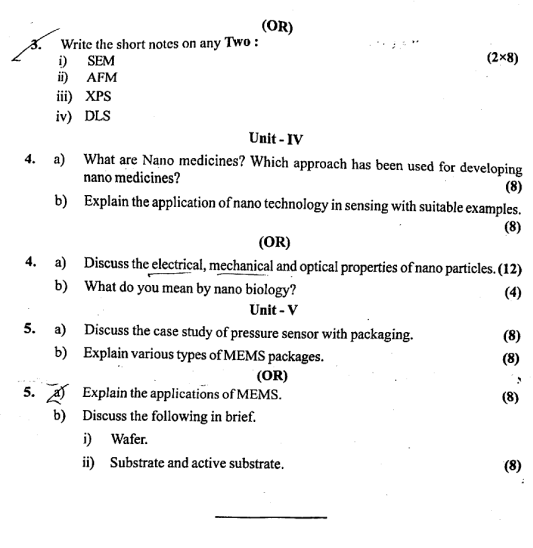 (OR)
3. Write the short notes on any Two :
(2×8)
i) SEM
ii) AFM
iii) XPS
iv) DLS
Unit - IV
4. a) What are Nano medicines? Which approach has been used for developing
nano medicines?
(8)
b) Explain the application of nano technology in sensing with suitable examples.
(8)
(OR)
4. a) Discuss the electrical, mechanical and optical properties of nano particles. (12)
b) What do you mean by nano biology? (4)
Unit - V
5. a) Discuss the case study of pressure sensor with packaging. (8)
b) Explain various types of MEMS packages. (8)
(OR)
5. a) Explain the applications of MEMS. (8)
b) Discuss the following in brief.
i) Wafer.
ii) Substrate and active substrate. (8)